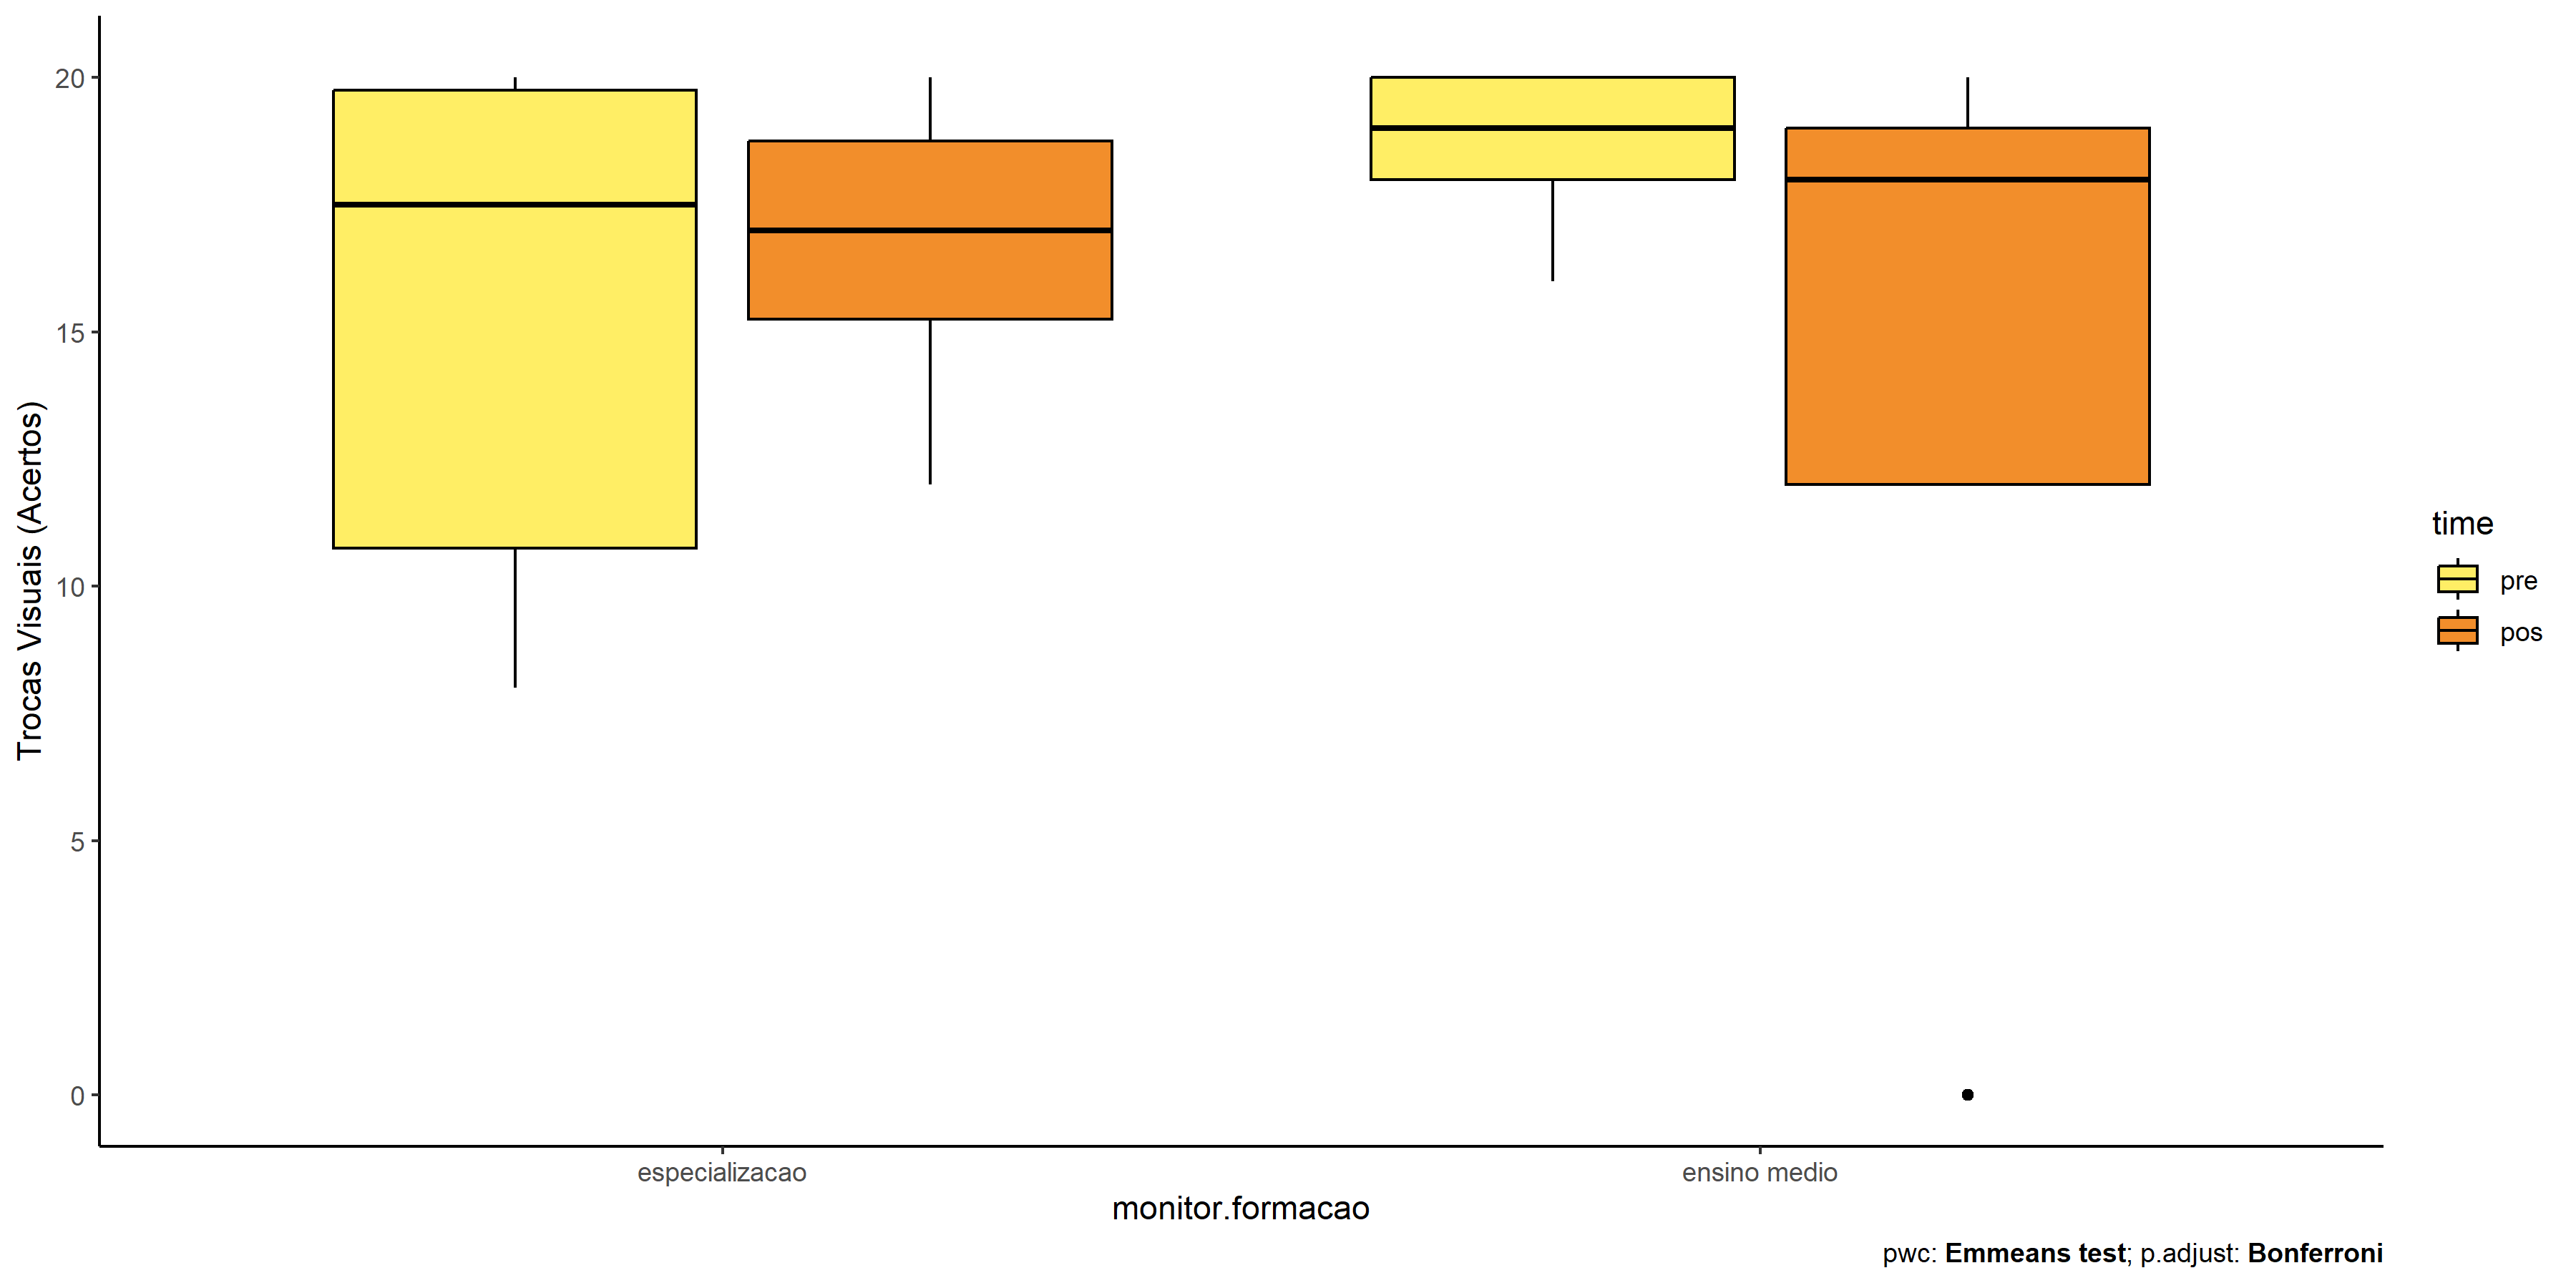 Trocas Visuais (Acertos)
20
15
10
5
0
especializacao
ensino medio
monitor.formacao
time
pre
pos
pwc: Emmeans test; p.adjust: Bonferroni